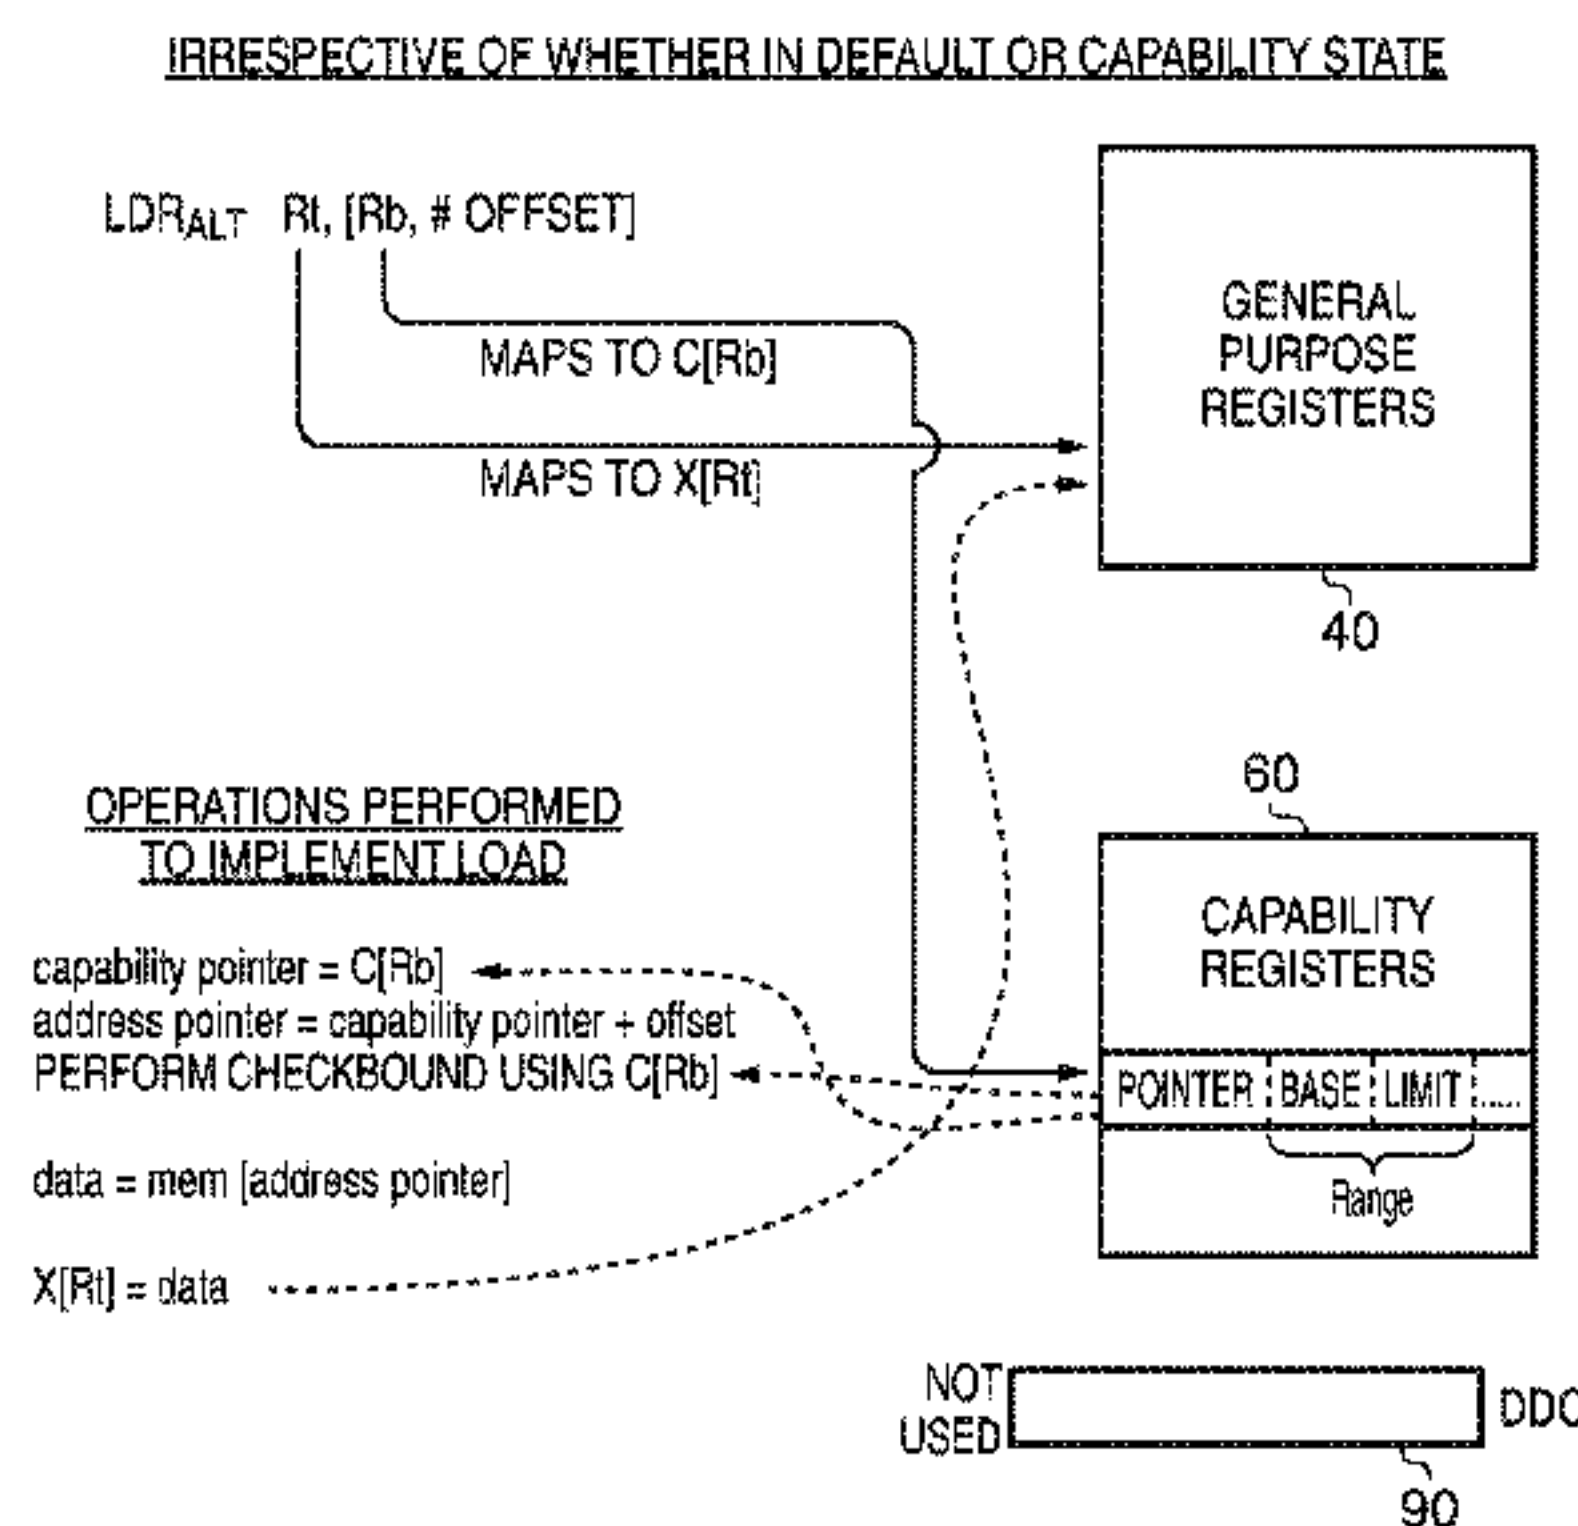 IRRESPECTIVE OF WHETHER IN DEFAULT OR CAPABILITY STATE
LDRALT Rt, [Rb, # OFFSET]
MAPS TO C[Rb]
MAPS TO X[Rt]
GENERAL
PURPOSE
REGISTERS
40
60
CAPABILITY
REGISTERS
POINTER BASE LIMIT .....
Range
OPERATIONS PERFORMED
TO IMPLEMENT LOAD
capability pointer = C[Rb]
address pointer = capability pointer + offset
PERFORM CHECKBOUND USING C[Rb]
data = mem [address pointer]
X[Rt] = data
NOT
USED
DDC
90